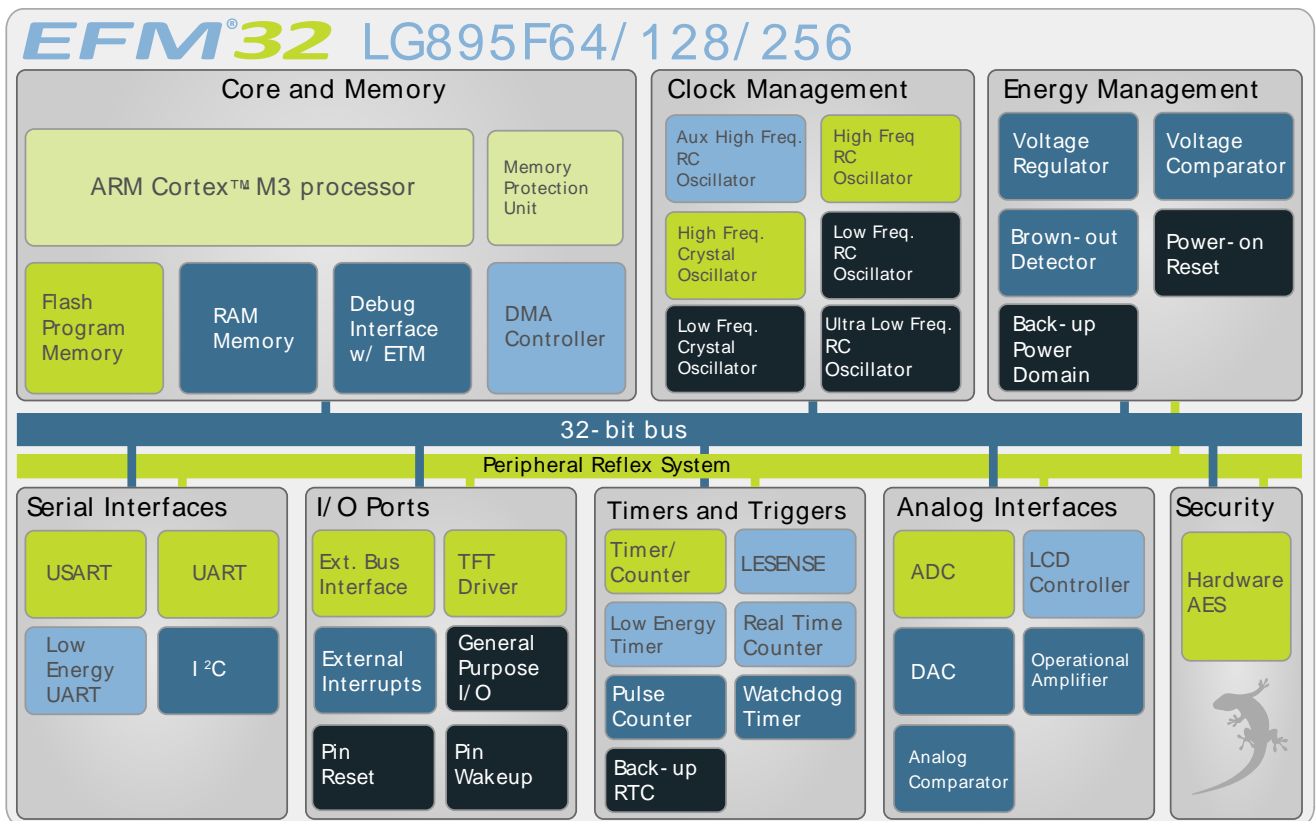 EFM®32 LG895F64/128/256
Core and Memory
ARM Cortex™ M3 processor
Memory
Protection
Unit
Flash
Program
Memory
RAM
Memory
Debug
Interface
w/ ETM
DMA
Controller
Clock Management
Aux High Freq.
RC
Oscillator
High Freq
RC
Oscillator
High Freq.
Crystal
Oscillator
Low Freq.
RC
Oscillator
Low Freq.
Crystal
Oscillator
Ultra Low Freq.
RC
Oscillator
Energy Management
Voltage
Regulator
Voltage
Comparator
Brown-out
Detector
Power-on
Reset
Back-up
Power
Domain
32-bit bus
Peripheral Reflex System
Serial Interfaces
USART
UART
Low
Energy
UART
I²C
I/O Ports
Ext. Bus
Interface
TFT
Driver
External
Interrupts
General
Purpose
I/O
Pin
Reset
Pin
Wakeup
Timers and Triggers
Timer/
Counter
LESENSE
Low Energy
Timer
Real Time
Counter
Pulse
Counter
Watchdog
Timer
Back-up
RTC
Analog Interfaces
ADC
LCD
Controller
DAC
Operational
Amplifier
Analog
Comparator
Security
Hardware
AES